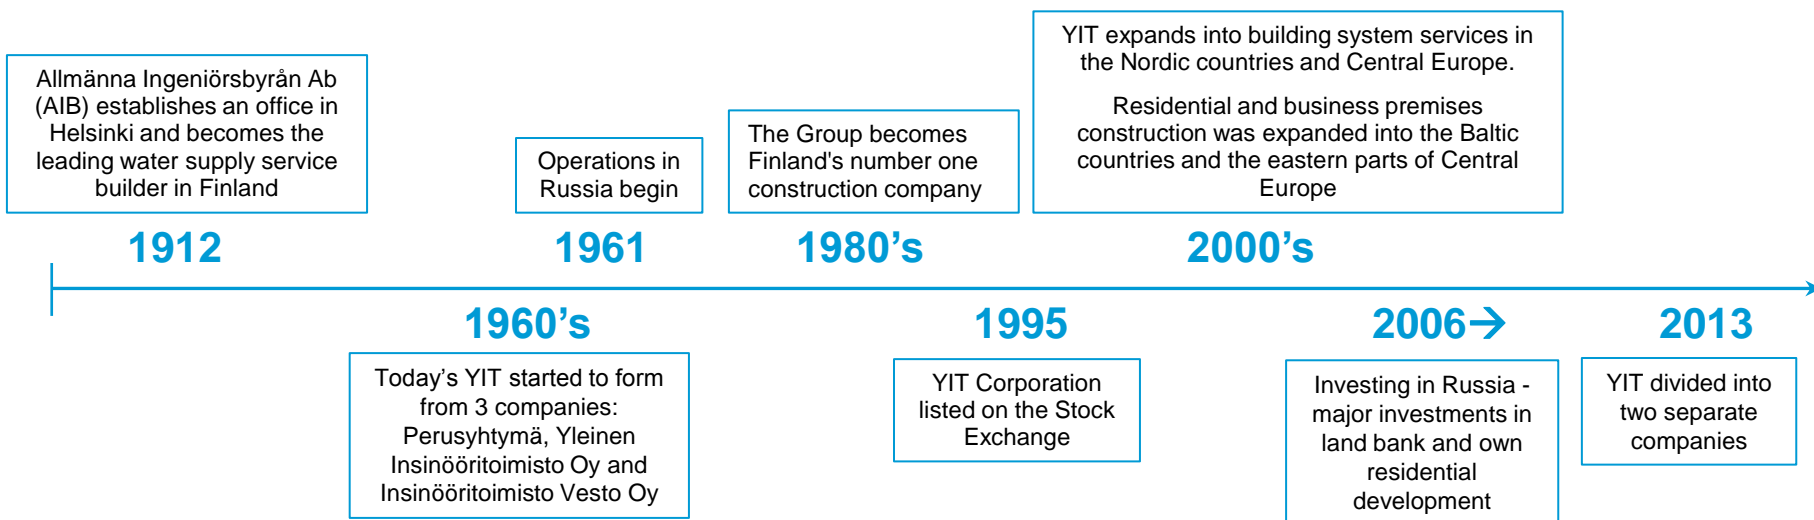 Allmänna Ingeniörsbyrån Ab
(AIB) establishes an office in
Helsinki and becomes the
leading water supply service
builder in Finland
1912
Operations in
Russia begin
1961
The Group becomes
Finland's number one
construction company
1980’s
YIT expands into building system services in
the Nordic countries and Central Europe.
Residential and business premises
construction was expanded into the Baltic
countries and the eastern parts of Central
Europe
2000’s
1960’s
Today’s YIT started to form
from 3 companies:
Perusyhtymä, Yleinen
Insinööritoimisto Oy and
Insinööritoimisto Vesto Oy
1995
YIT Corporation
listed on the Stock
Exchange
2006→
Investing in Russia -
major investments in
land bank and own
residential
development
2013
YIT divided into
two separate
companies